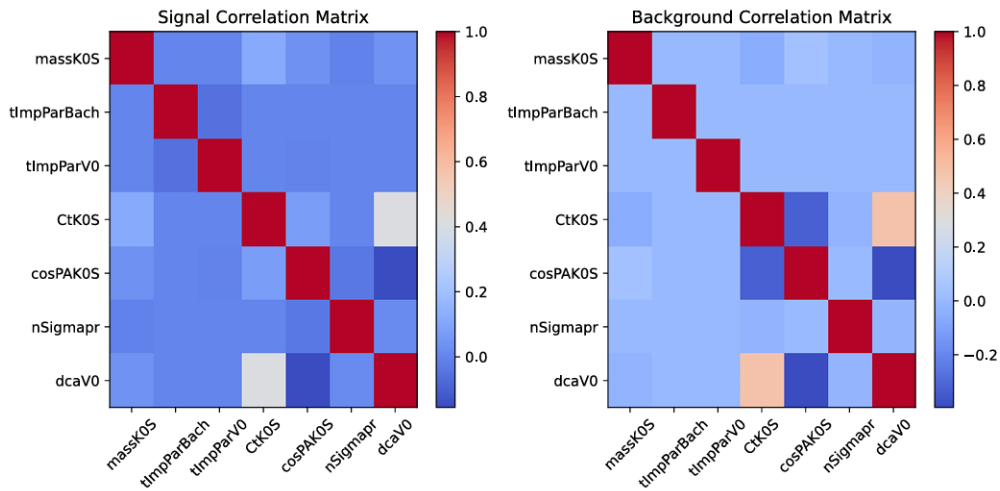 Signal Correlation Matrix
massK0S
tImpParBach
tImpParV0
CtK0S
cosPAK0S
nSigmapr
dcaV0
massK0S
tImpParBach
tImpParV0
CtK0S
cosPAK0S
nSigmapr
dcaV0
1.0
0.8
0.6
0.4
0.2
0.0
Background Correlation Matrix
massK0S
tImpParBach
tImpParV0
CtK0S
cosPAK0S
nSigmapr
dcaV0
massK0S
tImpParBach
tImpParV0
CtK0S
cosPAK0S
nSigmapr
dcaV0
1.0
0.8
0.6
0.4
0.2
0.0
−0.2